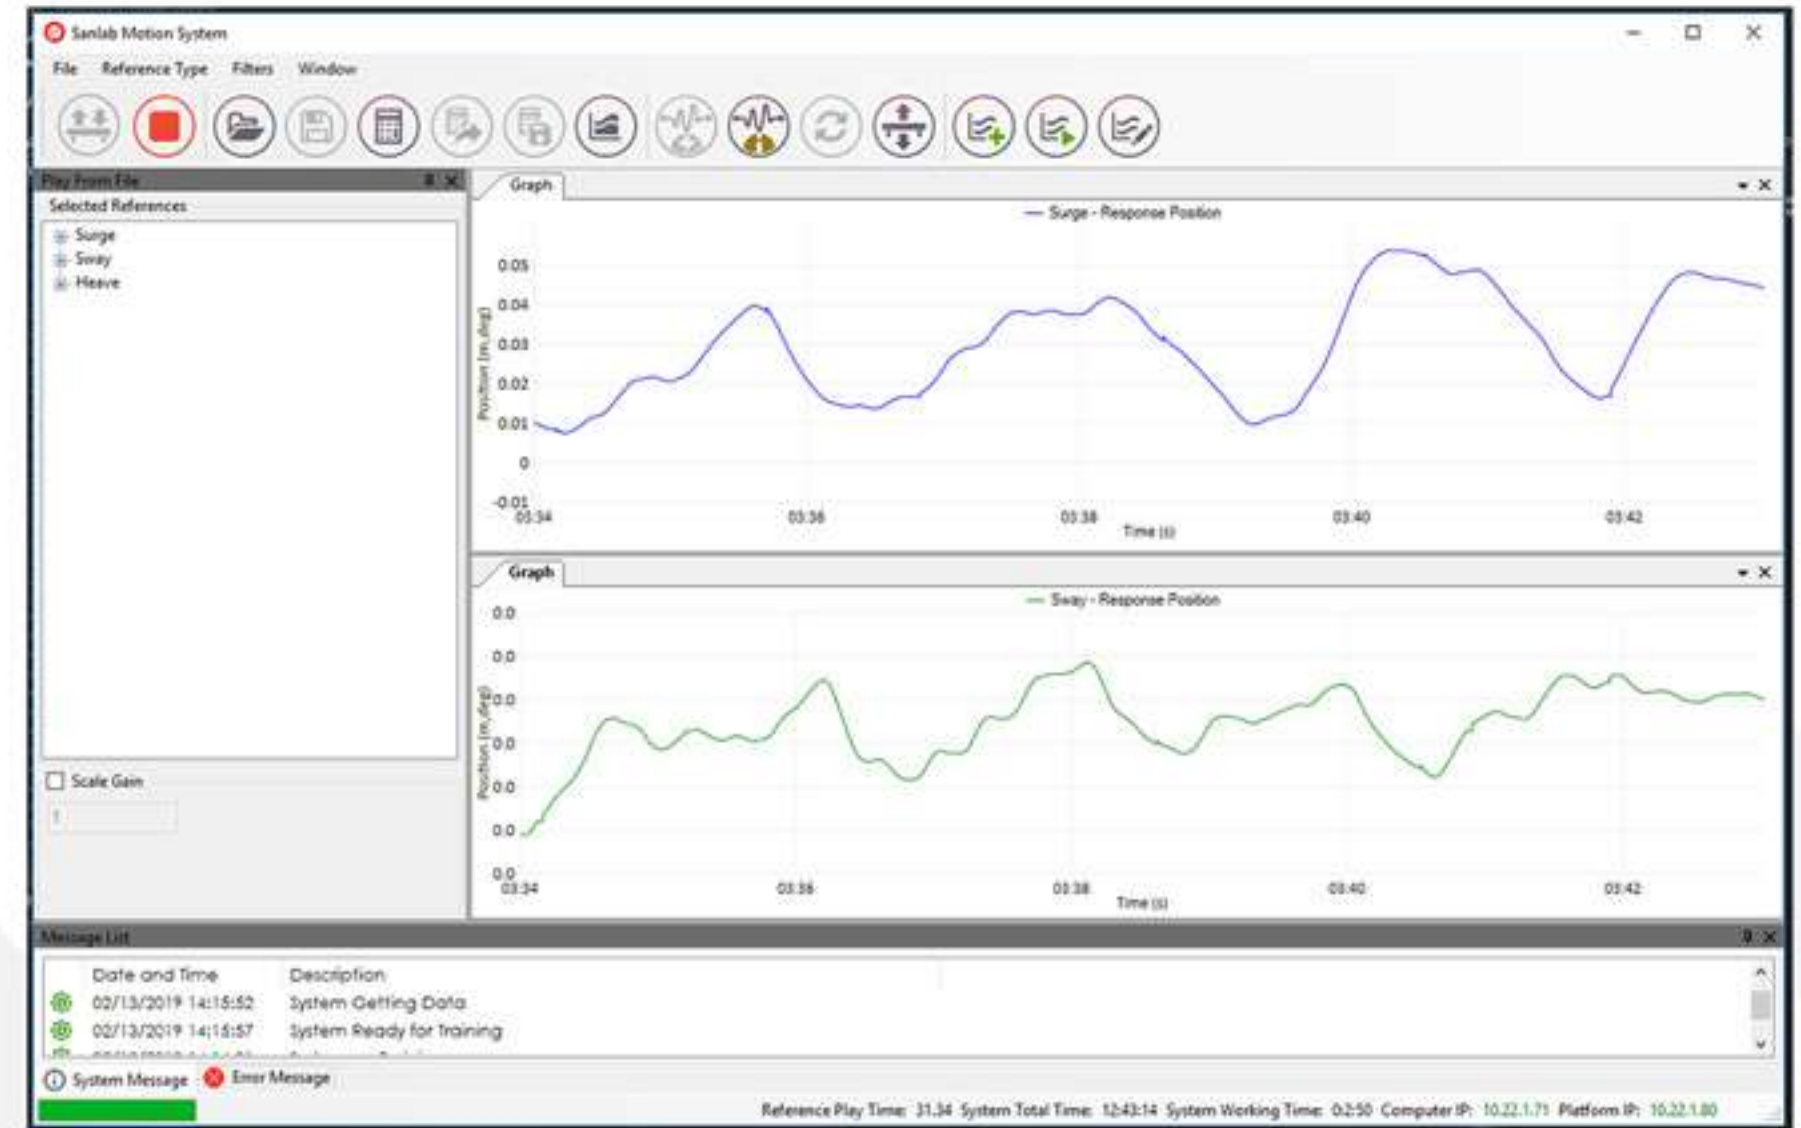 Sanlab Motion System
File Reference Type Filters Window
Play From File
Selected References
Surge
Sway
Heave
Scale Gain
1
Graph
Surge - Response Position
0.05
0.04
0.03
0.02
0.01
0
-0.01
Position (m,deg)
03:34 03:36 03:38 03:40 03:42
Time (s)
Graph
Sway - Response Position
0.0
0.0
0.0
0.0
0.0
0.0
0.0
Position (m,deg)
03:34 03:36 03:38 03:40 03:42
Time (s)
Message List
Date and Time Description
02/13/2019 14:15:52 System Getting Data
02/13/2019 14:15:57 System Ready for Training
System Message Error Message
Reference Play Time: 31.34 System Total Time: 12:43:14 System Working Time: 0:2:50 Computer IP: 10.22.1.71 Platform IP: 10.22.1.80